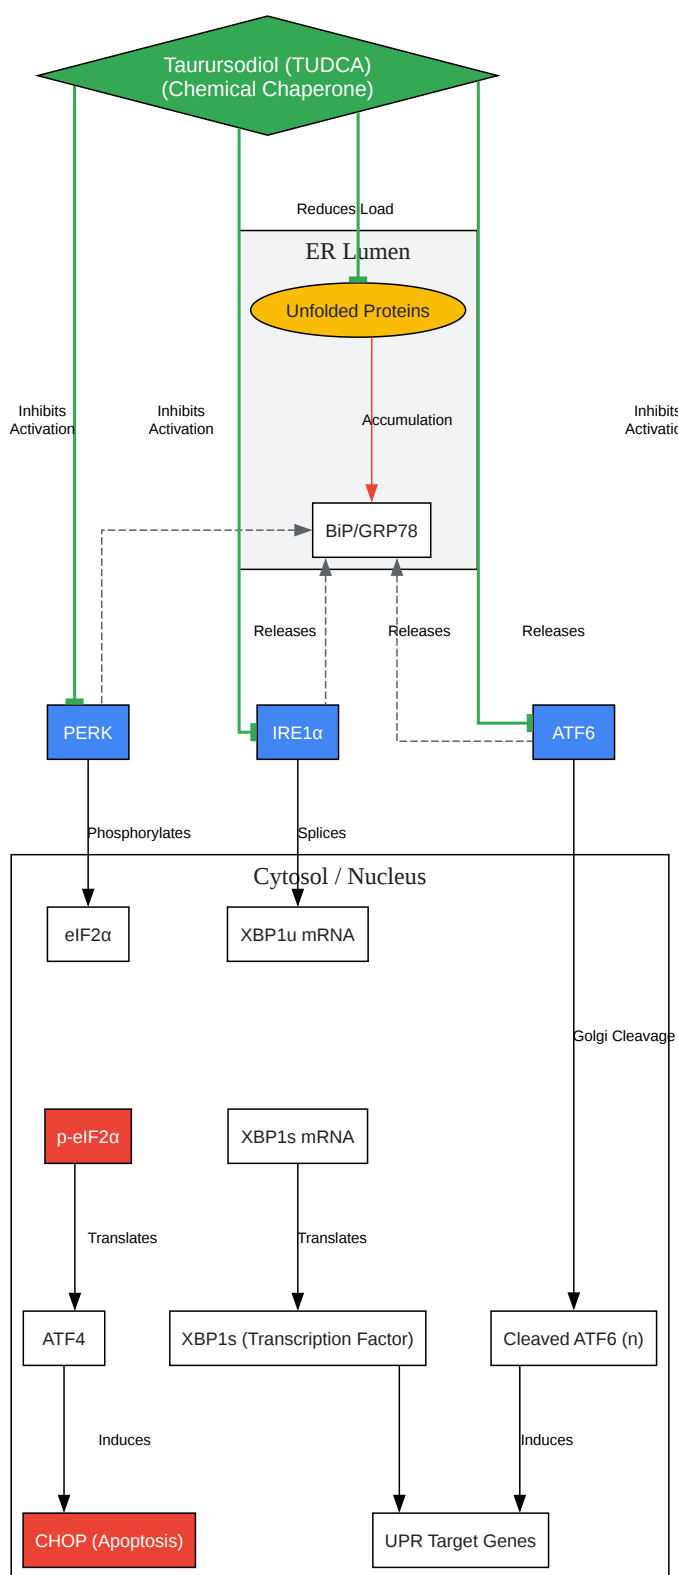 Taurursodiol (TUDCA)
(Chemical Chaperone)
Reduces Load
ER Lumen
Unfolded Proteins
Inhibits
Activation
Inhibits
Activation
Accumulation
Inhibits
Activatio
BiP/GRP78
Releases
Releases
Releases
PERK
IRE1α
ATF6
Phosphorylates
Splices
Cytosol / Nucleus
eIF2α
XBP1u mRNA
Golgi Cleavage
p-eIF2α
XBP1s mRNA
Translates
Translates
ATF4
XBP1s (Transcription Factor)
Cleaved ATF6 (n)
Induces
Induces
CHOP (Apoptosis)
UPR Target Genes